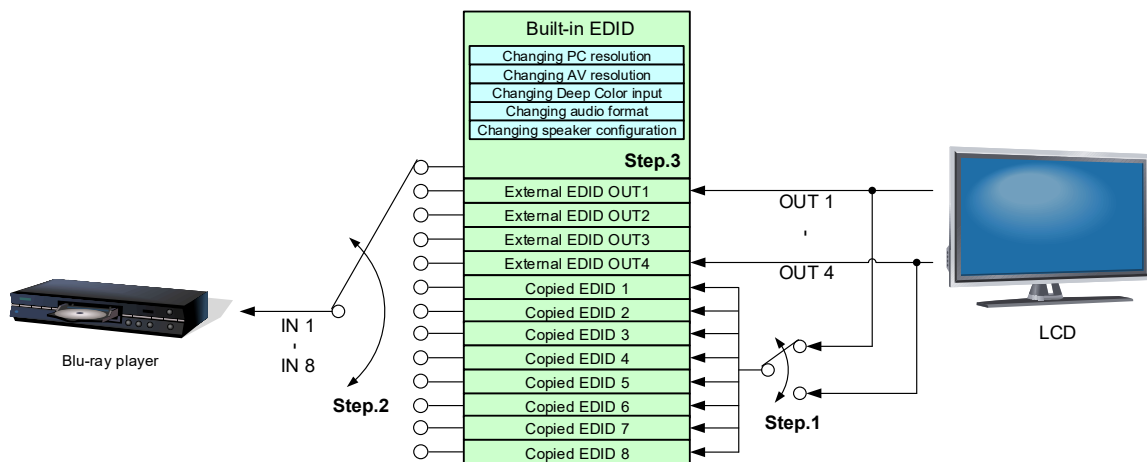 Built-in EDID
Changing PC resolution
Changing AV resolution
Changing Deep Color input
Changing audio format
Changing speaker configuration
Step.3
External EDID OUT1
External EDID OUT2
External EDID OUT3
External EDID OUT4
Copied EDID 1
Copied EDID 2
Copied EDID 3
Copied EDID 4
Copied EDID 5
Copied EDID 6
Copied EDID 7
Copied EDID 8
OUT 1
-
OUT 4
LCD
IN 1
-
IN 8
Blu-ray player
Step.2
Step.1